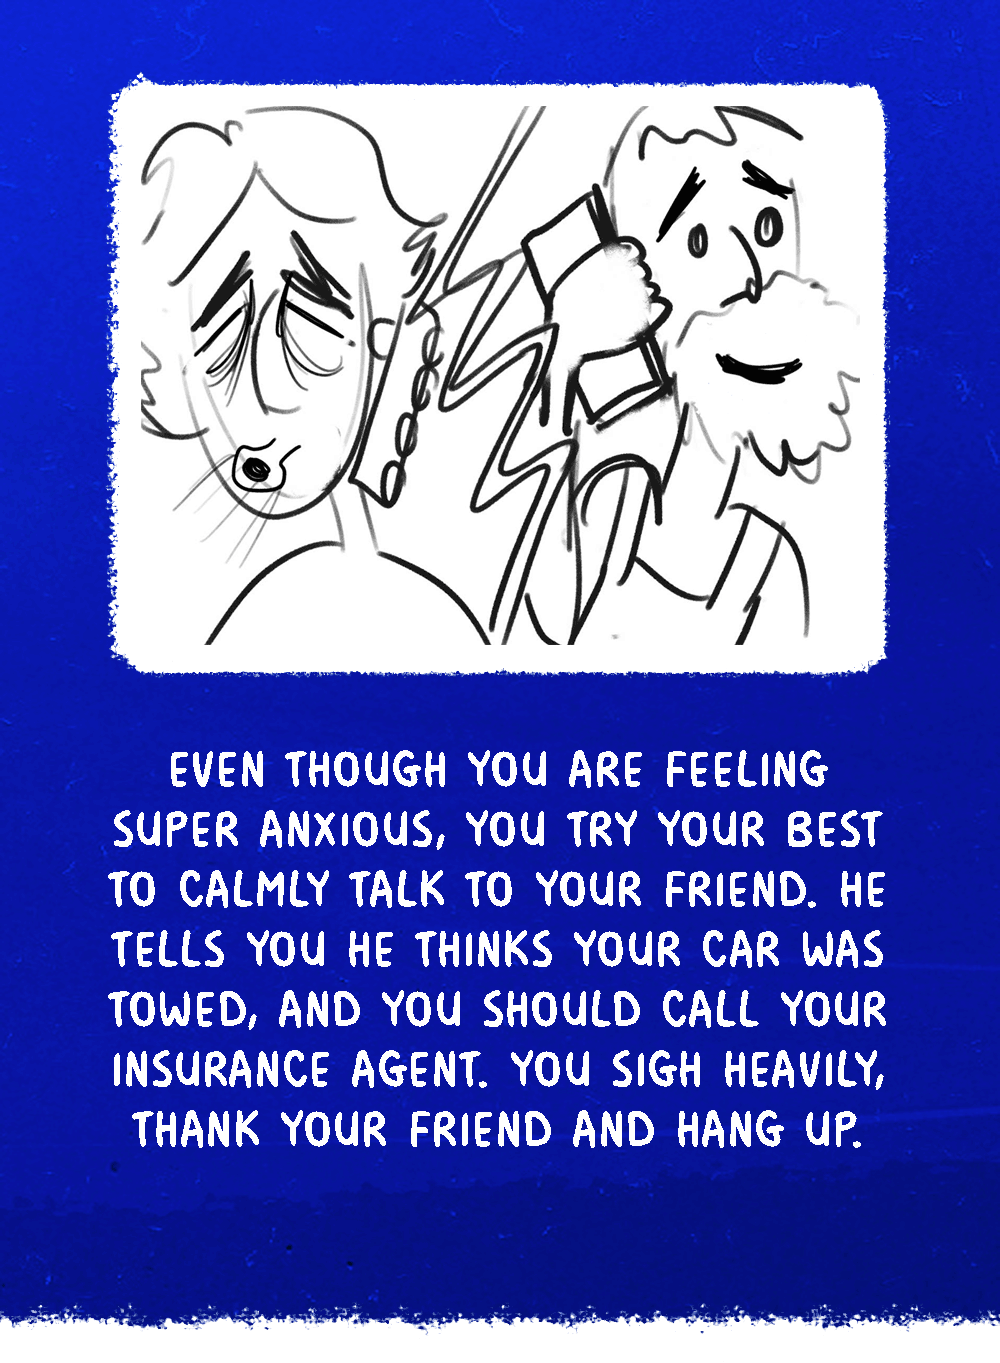 EVEN THOUGH YOU ARE FEELING
SUPER ANXIOUS, YOU TRY YOUR BEST
TO CALMLY TALK TO YOUR FRIEND. HE
TELLS YOU HE THINKS YOUR CAR WAS
TOWED, AND YOU SHOULD CALL YOUR
INSURANCE AGENT. YOU SIGH HEAVILY,
THANK YOUR FRIEND AND HANG UP.